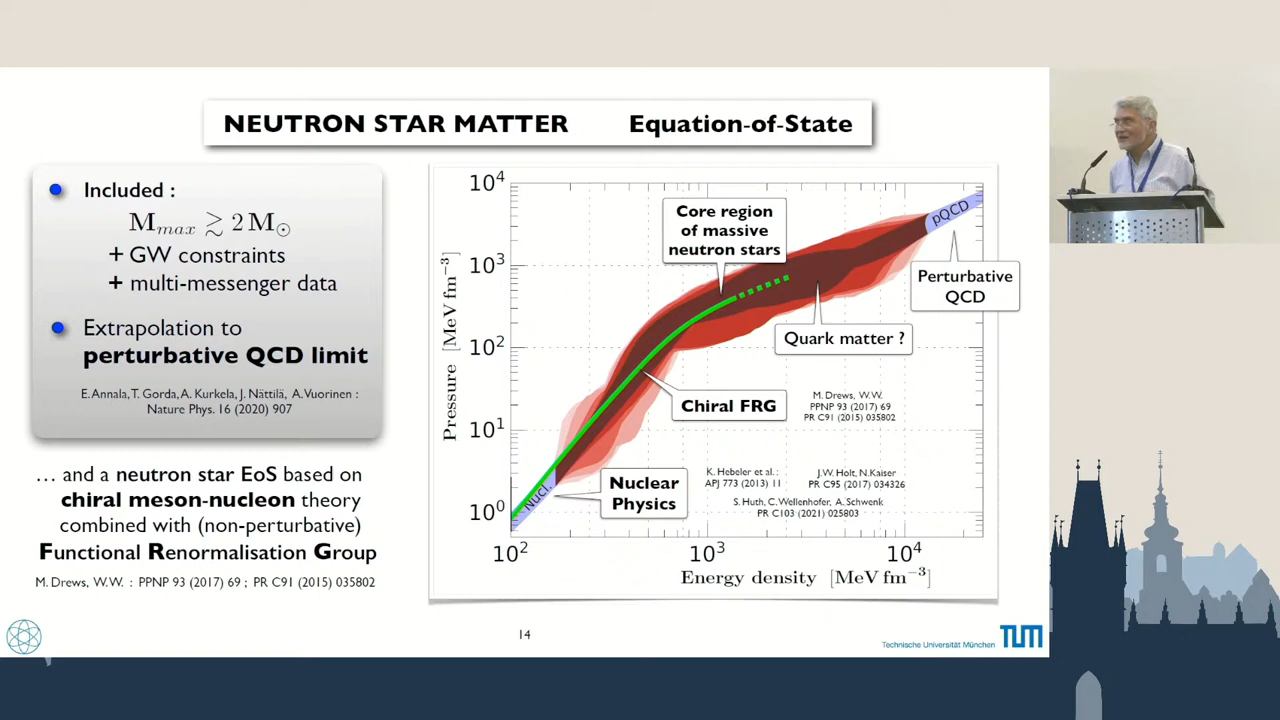 NEUTRON STAR MATTER Equation-of-State
Included :
M_max ≳ 2 M_⊙
+ GW constraints
+ multi-messenger data
Extrapolation to
perturbative QCD limit
E. Annala, T. Gorda, A. Kurkela, J. Nättilä, A. Vuorinen :
Nature Phys. 16 (2020) 907
… and a neutron star EoS based on
chiral meson-nucleon theory
combined with (non-perturbative)
Functional Renormalisation Group
M. Drews, W.W. : PPNP 93 (2017) 69 ; PR C91 (2015) 035802
Pressure [MeV fm⁻³]
10⁴
10³
10²
10¹
10⁰
Core region
of massive
neutron stars
pQCD
Perturbative
QCD
Quark matter ?
Chiral FRG
M. Drews, W.W.
PPNP 93 (2017) 69
PR C91 (2015) 035802
Nucl.
Nuclear
Physics
K. Hebeler et al. :
APJ 773 (2013) 11
J.W. Holt, N. Kaiser
PR C95 (2017) 034326
S. Huth, C. Wellenhofer, A. Schwenk
PR C103 (2021) 025803
10² 10³ 10⁴
Energy density [MeV fm⁻³]
14
Technische Universität München
TUM